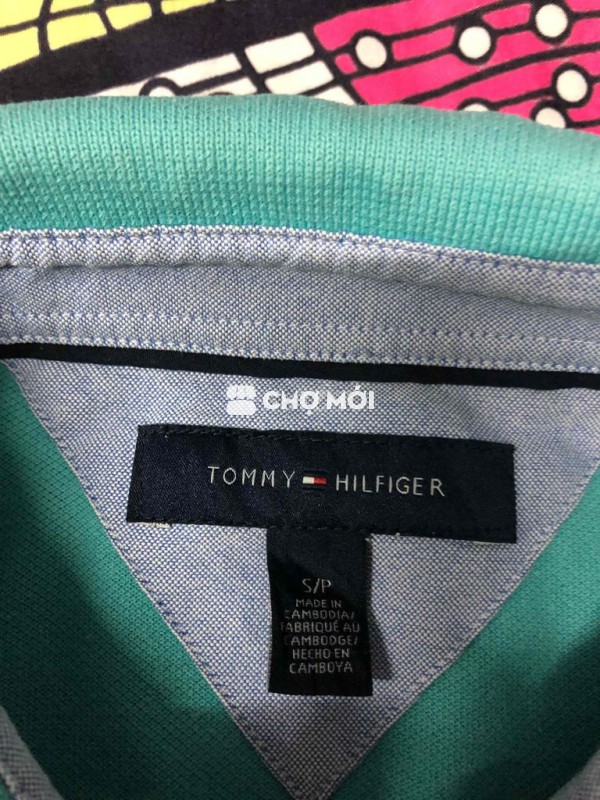 CHỢ MỚI
TOMMY HILFIGER
S/P
MADE IN
CAMBODIA/
FABRIQUÉ AU
CAMBODGE/
HECHO EN
CAMBOYA